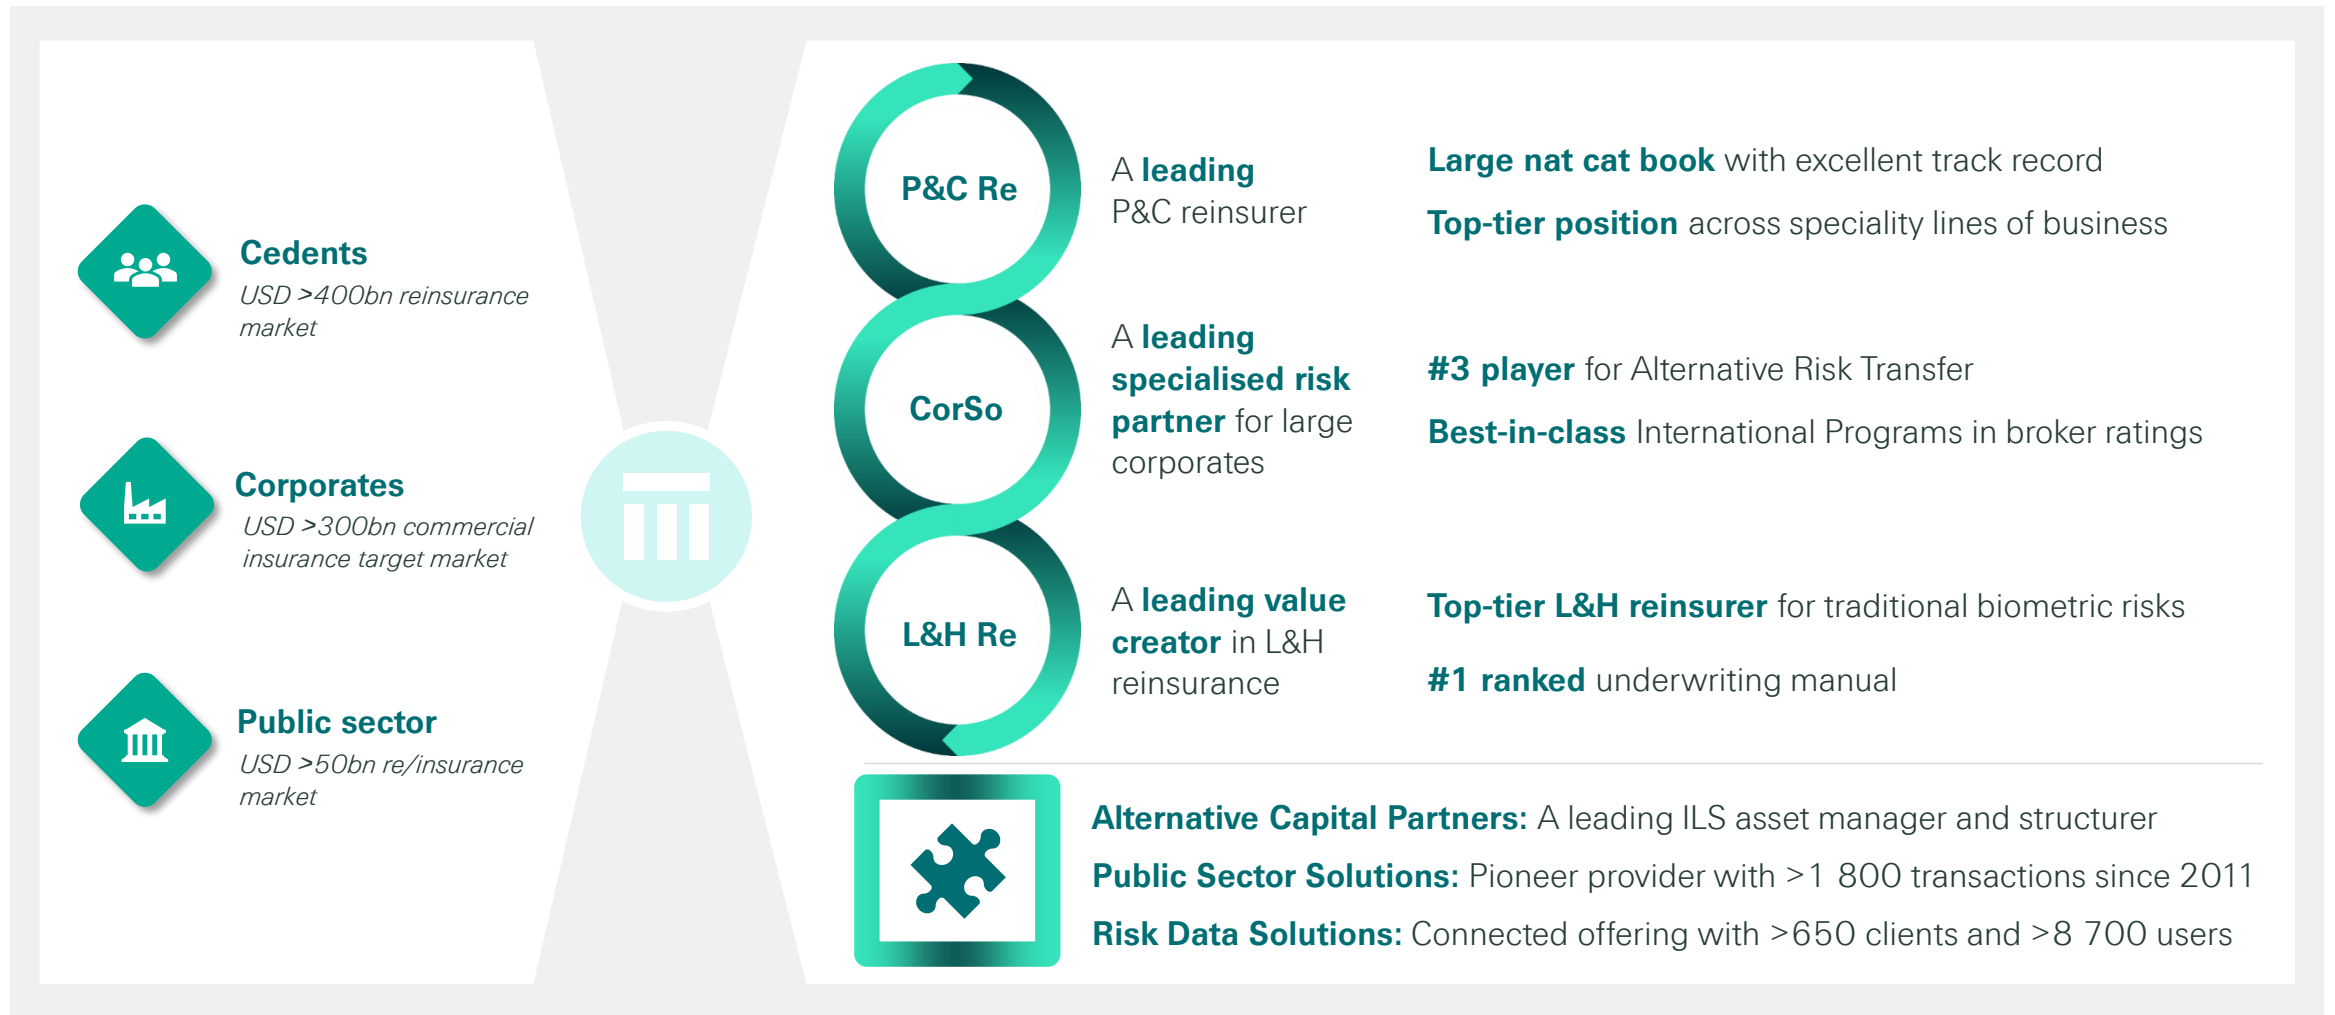 Cedents
USD >400bn reinsurance
market
Corporates
USD >300bn commercial
insurance target market
Public sector
USD >50bn re/insurance
market
P&C Re
A leading
P&C reinsurer
Large nat cat book with excellent track record
Top-tier position across speciality lines of business
CorSo
A leading
specialised risk
partner for large
corporates
#3 player for Alternative Risk Transfer
Best-in-class International Programs in broker ratings
L&H Re
A leading value
creator in L&H
reinsurance
Top-tier L&H reinsurer for traditional biometric risks
#1 ranked underwriting manual
Alternative Capital Partners: A leading ILS asset manager and structurer
Public Sector Solutions: Pioneer provider with >1 800 transactions since 2011
Risk Data Solutions: Connected offering with >650 clients and >8 700 users